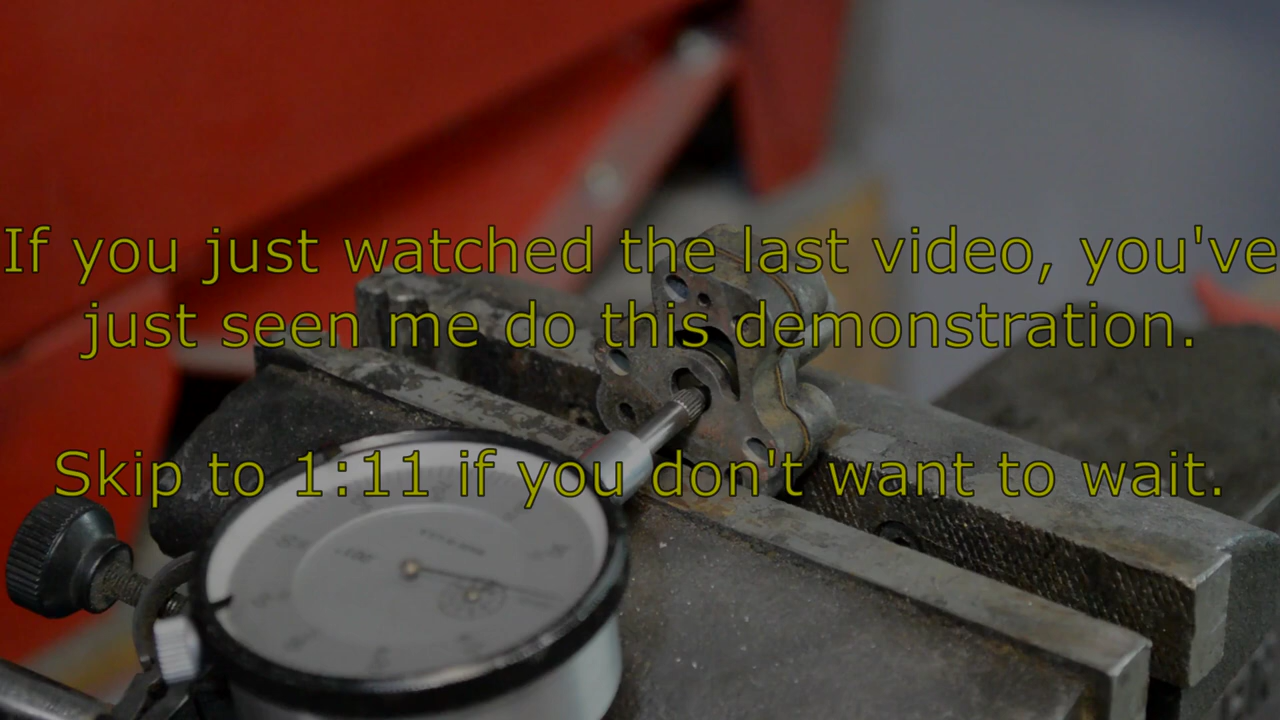 If you just watched the last video, you've
just seen me do this demonstration.
Skip to 1:11 if you don't want to wait.